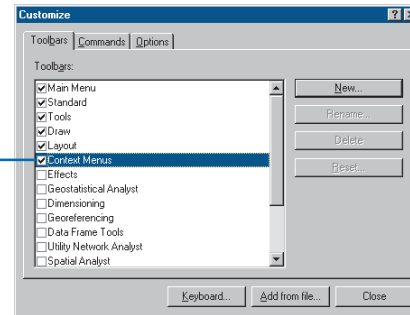 Customize
Toolbars Commands Options
Toolbars:
Main Menu
Standard
Tools
Draw
Layout
Context Menus
Effects
Geostatistical Analyst
Dimensioning
Georeferencing
Data Frame Tools
Utility Network Analyst
Spatial Analyst
New...
Rename...
Delete
Reset...
Keyboard... Add from file... Close